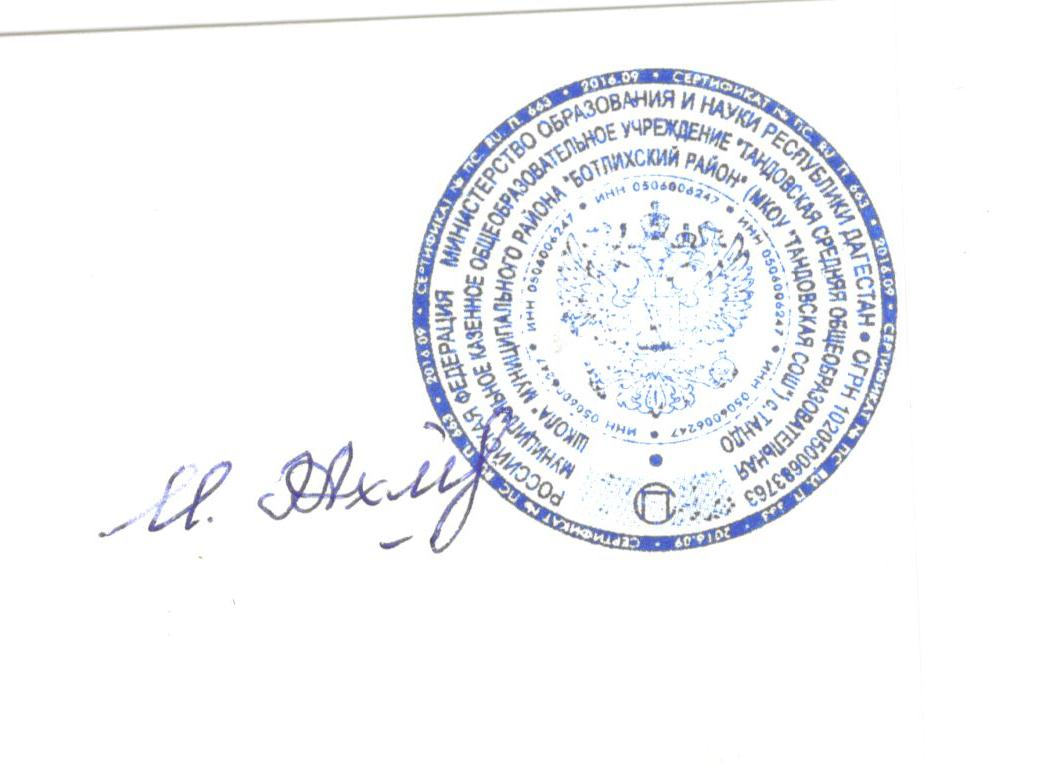 СЕРТИФИКАТ № ПС. RU. П. 663 • 2016.09 • СЕРТИФИКАТ № ПС. RU. П. 663 • 2016.09 • СЕРТИФИКАТ № ПС. RU. П. 663 • 2016.09 • СЕРТИФИКАТ № ПС. RU. П. 663 • 2016.09
РОССИЙСКАЯ ФЕДЕРАЦИЯ МИНИСТЕРСТВО ОБРАЗОВАНИЯ И НАУКИ РЕСПУБЛИКИ ДАГЕСТАН • ОГРН 1020500683763
МУНИЦИПАЛЬНОЕ КАЗЕННОЕ ОБЩЕОБРАЗОВАТЕЛЬНОЕ УЧРЕЖДЕНИЕ "ТАНДОВСКАЯ СРЕДНЯЯ ОБЩЕОБРАЗОВАТЕЛЬНАЯ
ШКОЛА" МУНИЦИПАЛЬНОГО РАЙОНА "БОТЛИХСКИЙ РАЙОН" (МКОУ "ТАНДОВСКАЯ СОШ") с. ТАНДО
ИНН 0506006247 • ИНН 0506006247 • ИНН 0506006247 • ИНН 0506006247 • ИНН 0506006247 • ИНН 0506006247